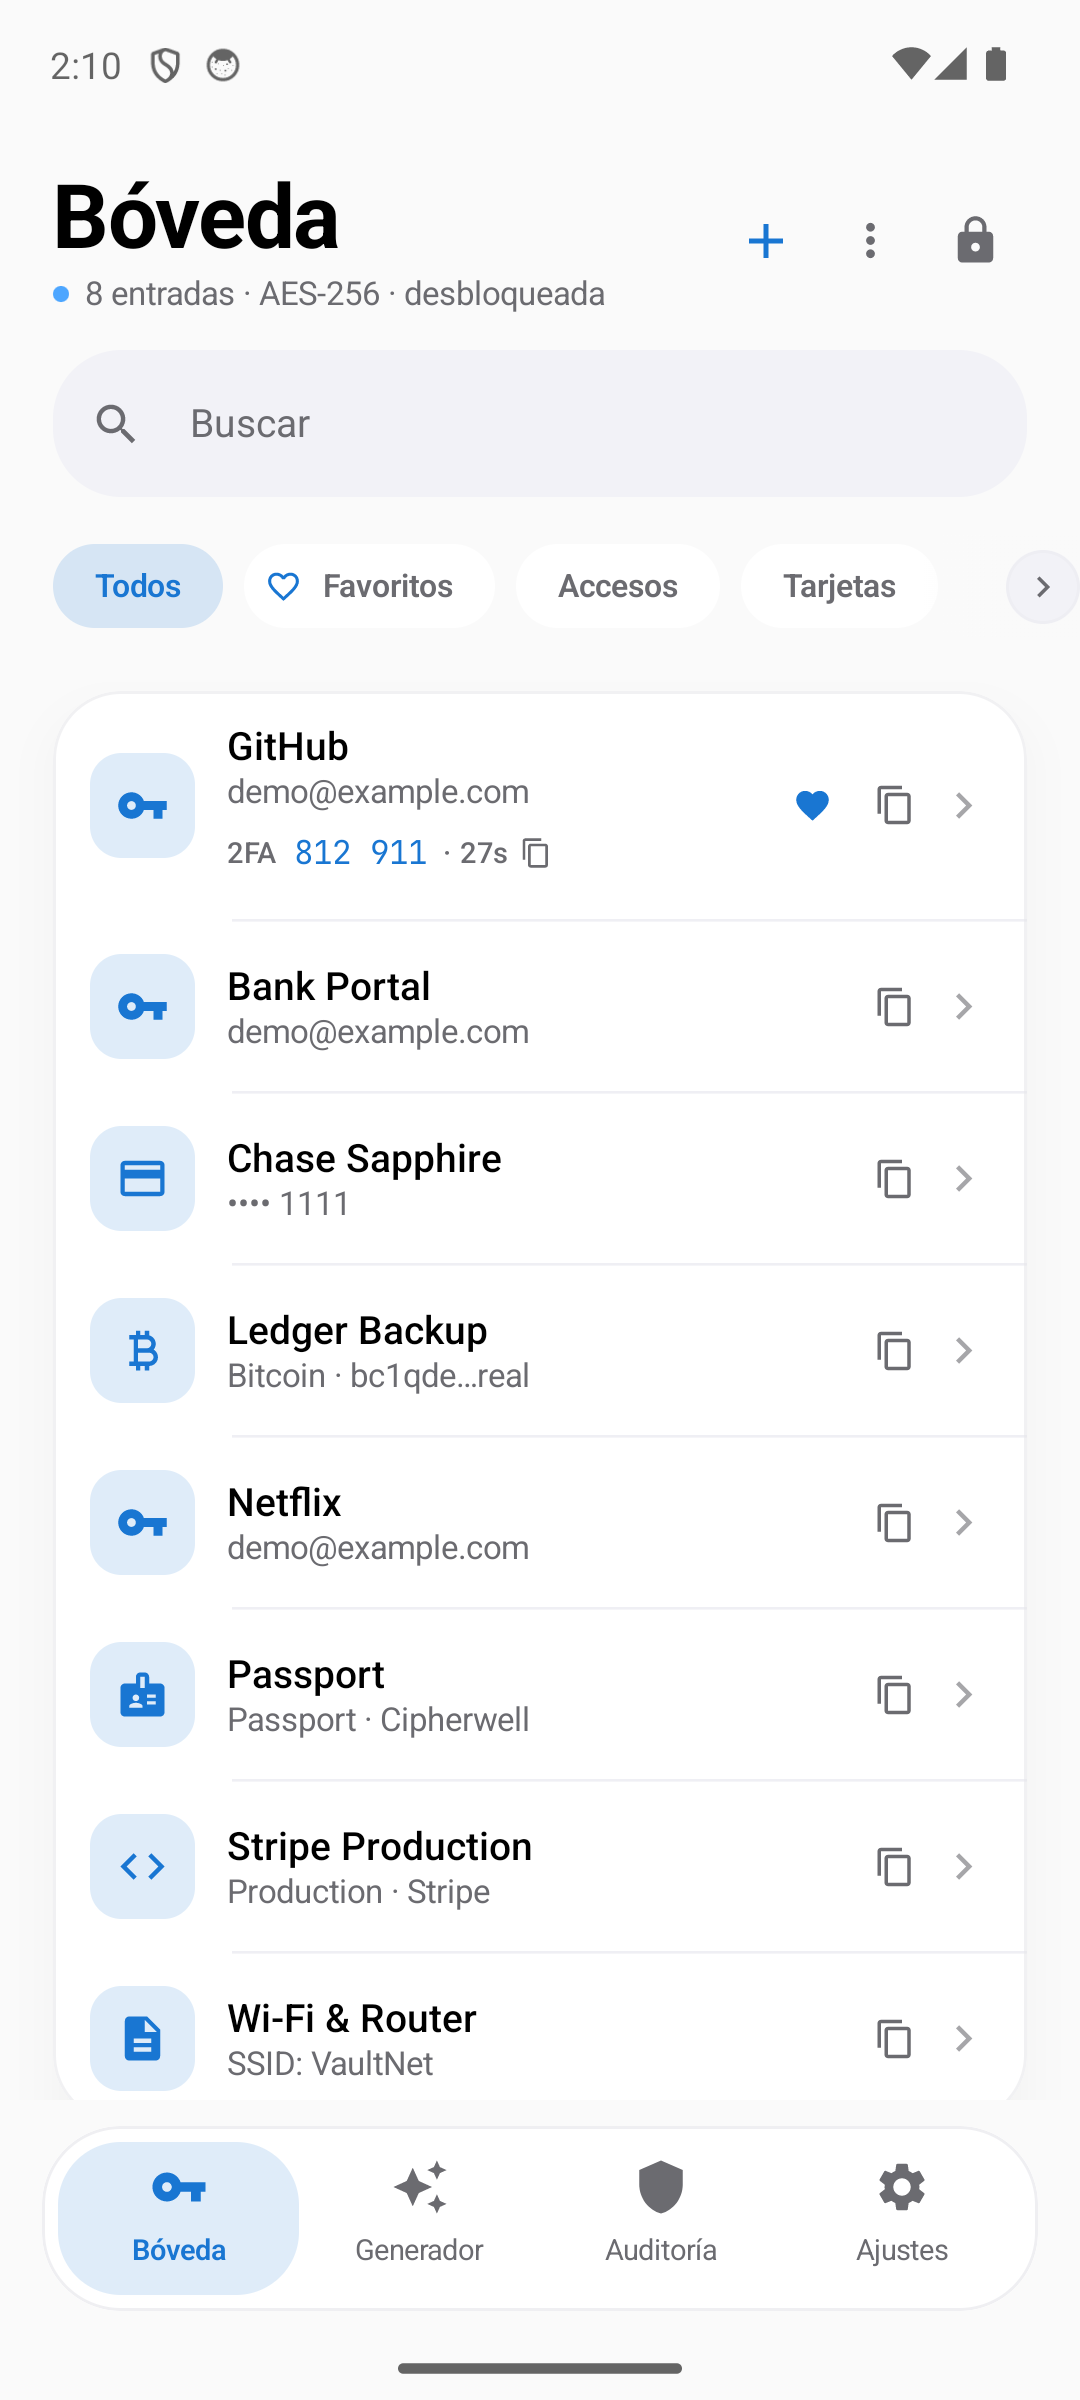 2:10
Bóveda
8 entradas · AES-256 · desbloqueada
Buscar
Todos
Favoritos
Accesos
Tarjetas
GitHub
demo@example.com
2FA 812 911 · 27s
Bank Portal
demo@example.com
Chase Sapphire
•••• 1111
Ledger Backup
Bitcoin · bc1qde…real
Netflix
demo@example.com
Passport
Passport · Cipherwell
Stripe Production
Production · Stripe
Wi-Fi & Router
SSID: VaultNet
Bóveda
Generador
Auditoría
Ajustes